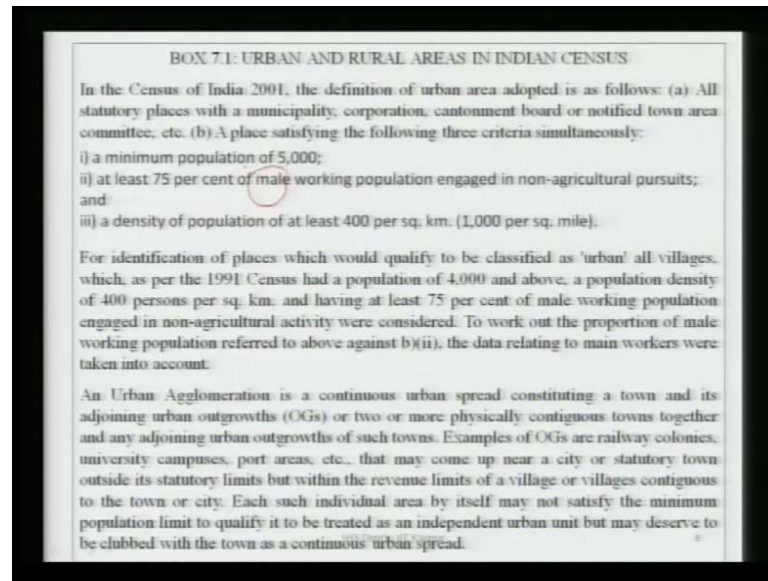 BOX 7.1: URBAN AND RURAL AREAS IN INDIAN CENSUS
In the Census of India 2001, the definition of urban area adopted is as follows: (a) All
statutory places with a municipality, corporation, cantonment board or notified town area
committee, etc. (b) A place satisfying the following three criteria simultaneously:
i) a minimum population of 5,000;
ii) at least 75 per cent of male working population engaged in non-agricultural pursuits;
and
iii) a density of population of at least 400 per sq. km. (1,000 per sq. mile).
For identification of places which would qualify to be classified as 'urban' all villages,
which, as per the 1991 Census had a population of 4,000 and above, a population density
of 400 persons per sq. km. and having at least 75 per cent of male working population
engaged in non-agricultural activity were considered. To work out the proportion of male
working population referred to above against b)(ii), the data relating to main workers were
taken into account.
An Urban Agglomeration is a continuous urban spread constituting a town and its
adjoining urban outgrowths (OGs) or two or more physically contiguous towns together
and any adjoining urban outgrowths of such towns. Examples of OGs are railway colonies,
university campuses, port areas, etc., that may come up near a city or statutory town
outside its statutory limits but within the revenue limits of a village or villages contiguous
to the town or city. Each such individual area by itself may not satisfy the minimum
population limit to qualify it to be treated as an independent urban unit but may deserve to
be clubbed with the town as a continuous urban spread.